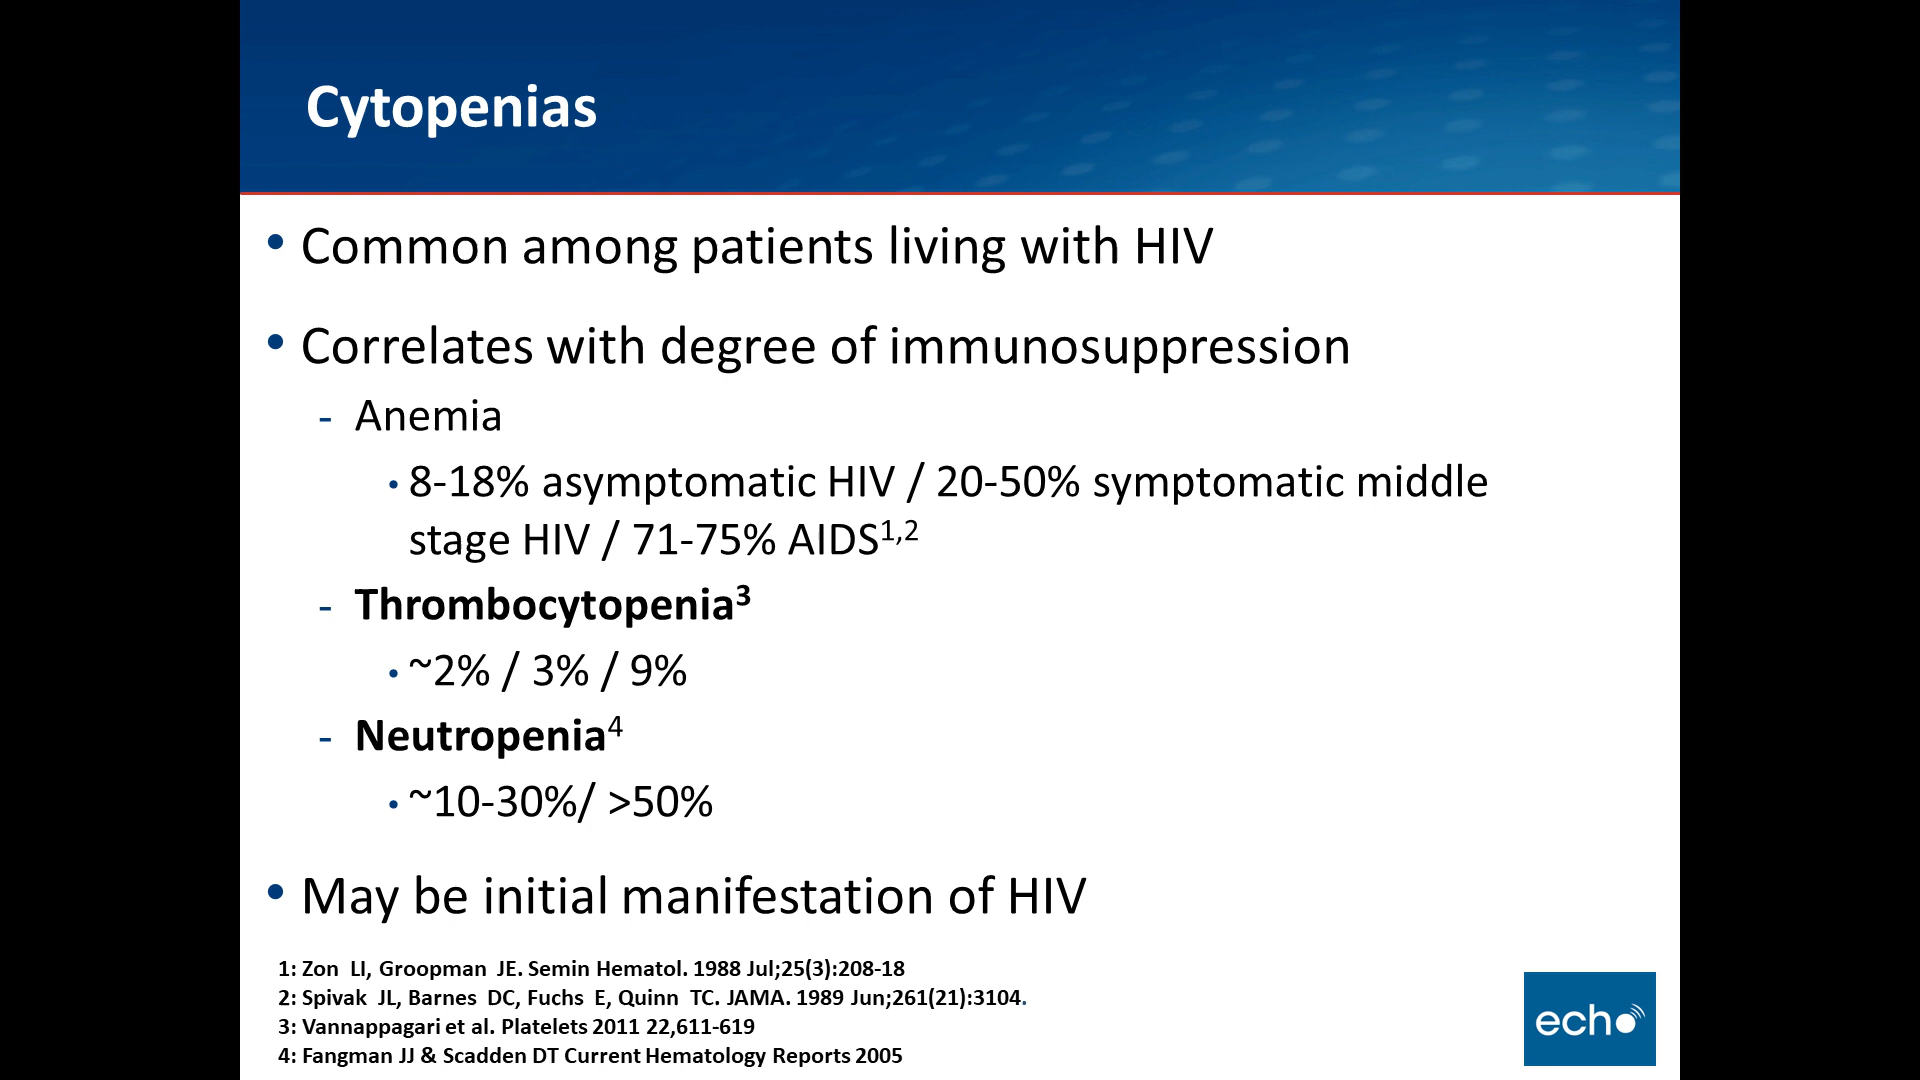 Cytopenias
• Common among patients living with HIV
• Correlates with degree of immunosuppression
- Anemia
• 8-18% asymptomatic HIV / 20-50% symptomatic middle
stage HIV / 71-75% AIDS1,2
- Thrombocytopenia3
• ~2% / 3% / 9%
- Neutropenia4
• ~10-30%/ >50%
• May be initial manifestation of HIV
1: Zon LI, Groopman JE. Semin Hematol. 1988 Jul;25(3):208-18
2: Spivak JL, Barnes DC, Fuchs E, Quinn TC. JAMA. 1989 Jun;261(21):3104.
3: Vannappagari et al. Platelets 2011 22,611-619
4: Fangman JJ & Scadden DT Current Hematology Reports 2005
echo